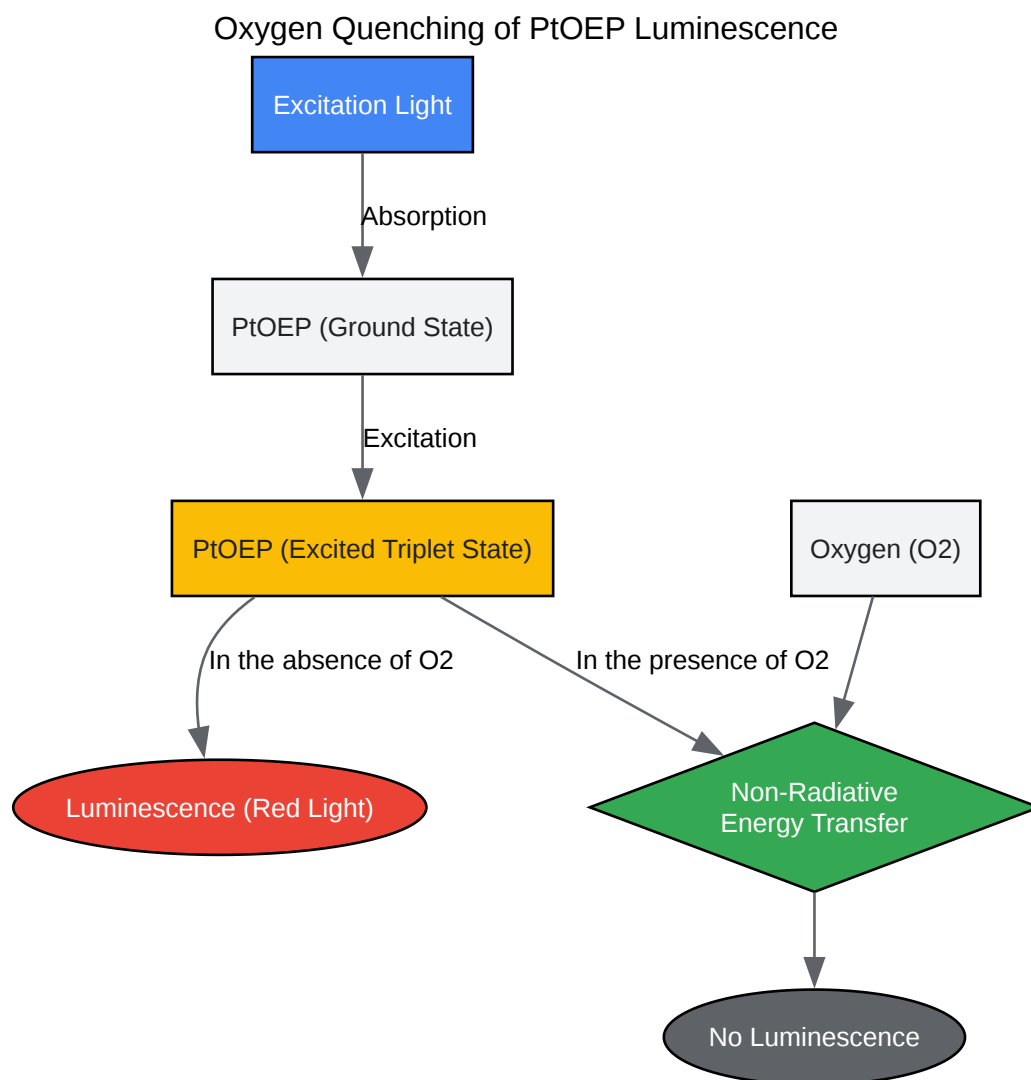 Oxygen Quenching of PtOEP Luminescence
Excitation Light
Absorption
PtOEP (Ground State)
Excitation
PtOEP (Excited Triplet State)
Oxygen (O2)
In the absence of O2
In the presence of O2
Luminescence (Red Light)
Non-Radiative
Energy Transfer
No Luminescence